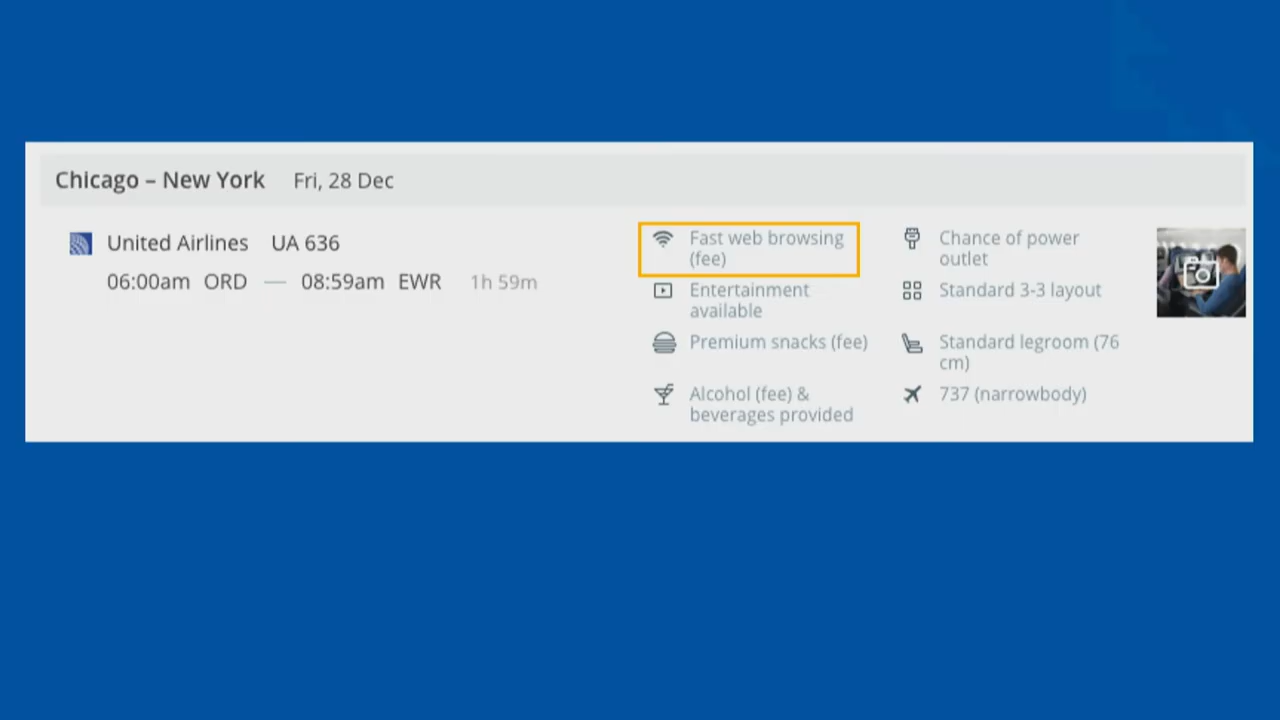 Chicago – New York Fri, 28 Dec
United Airlines UA 636
06:00am ORD — 08:59am EWR 1h 59m
Fast web browsing
(fee)
Entertainment
available
Premium snacks (fee)
Alcohol (fee) &
beverages provided
Chance of power
outlet
Standard 3-3 layout
Standard legroom (76
cm)
737 (narrowbody)